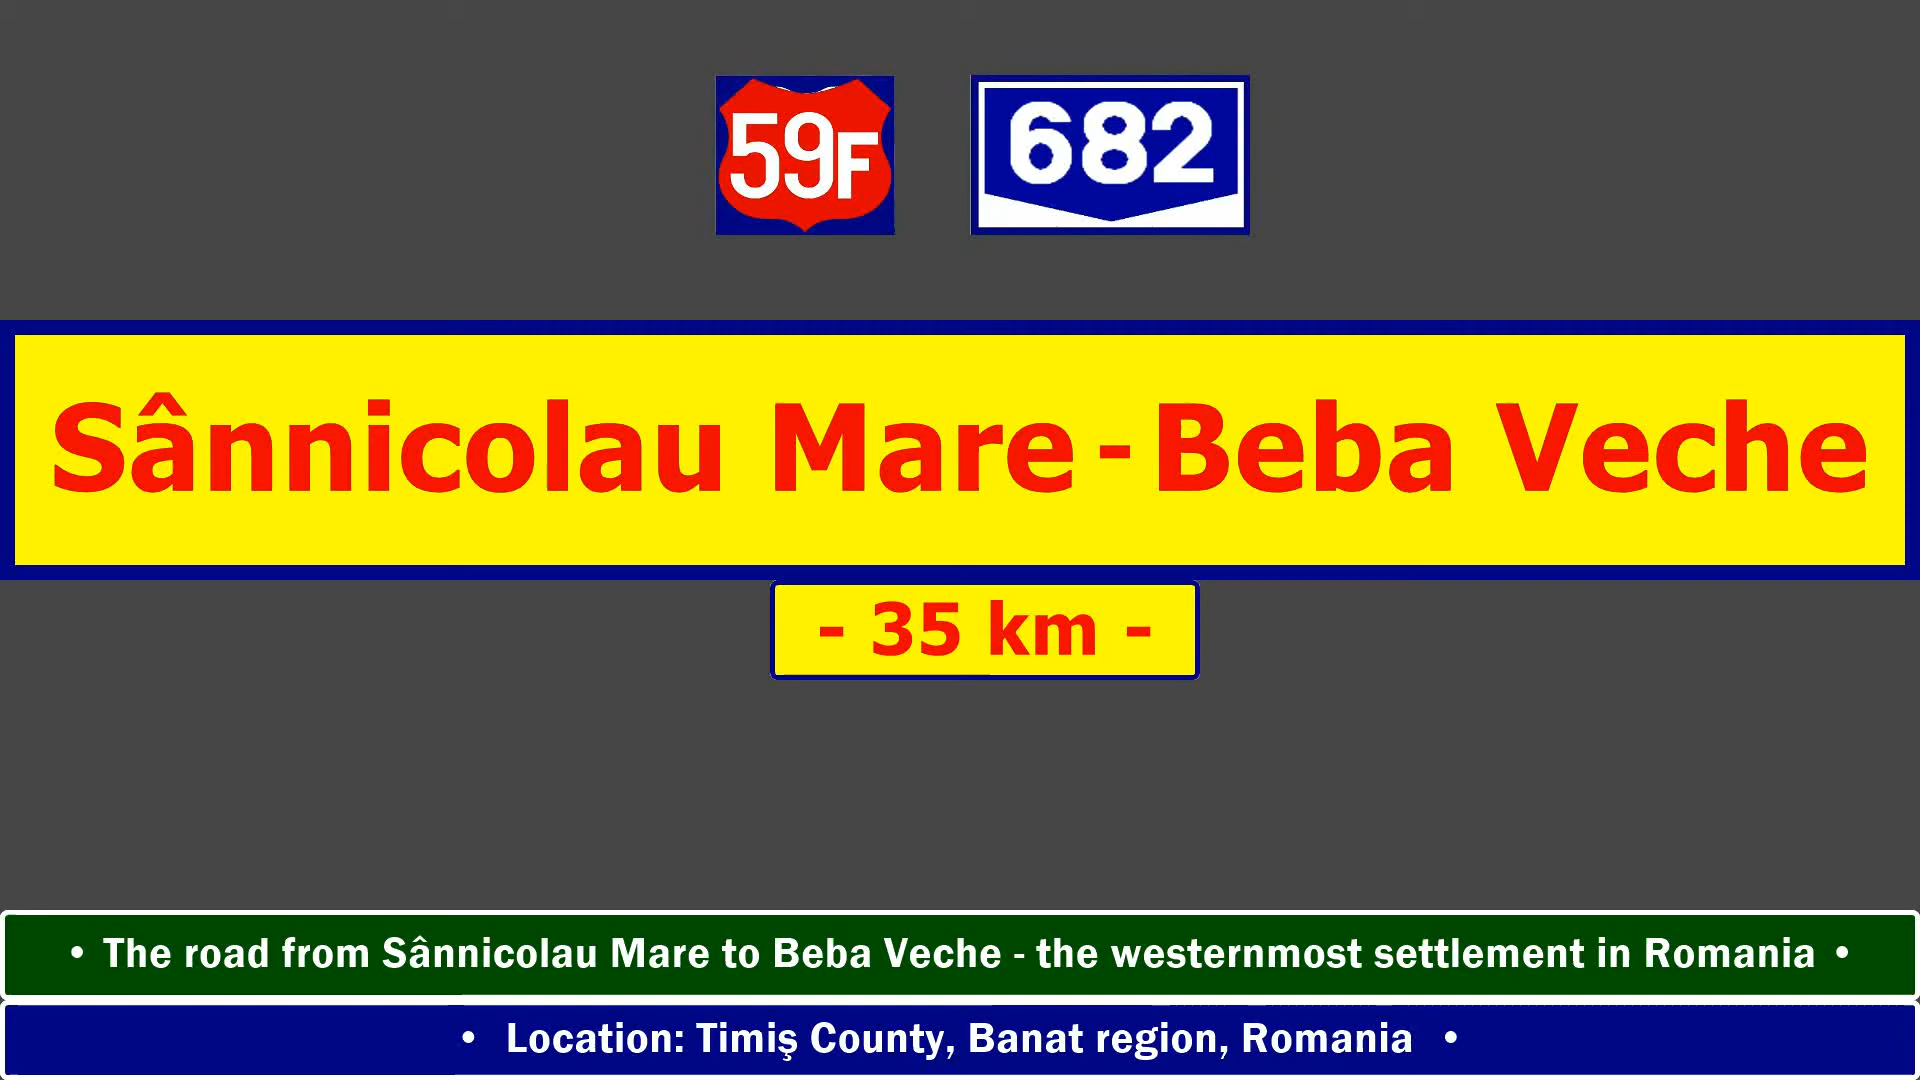 59F 682
Sânnicolau Mare - Beba Veche
- 35 km -
• The road from Sânnicolau Mare to Beba Veche - the westernmost settlement in Romania •
• Location: Timiş County, Banat region, Romania •